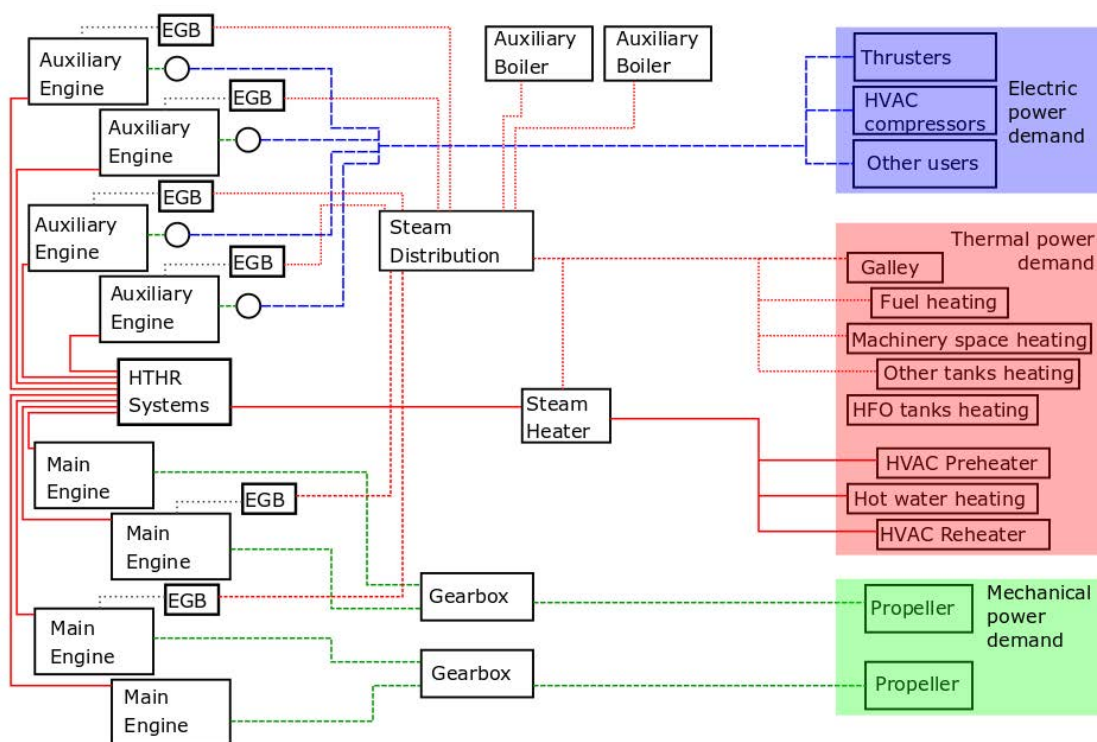 EGB
Auxiliary
Engine
EGB
Auxiliary
Engine
EGB
Auxiliary
Engine
EGB
Auxiliary
Engine
Auxiliary
Boiler
Auxiliary
Boiler
Steam
Distribution
HTHR
Systems
Steam
Heater
Main
Engine
EGB
Main
Engine
EGB
Main
Engine
Main
Engine
Gearbox
Gearbox
Thrusters
HVAC
compressors
Other users
Electric
power
demand
Thermal power
demand
Galley
Fuel heating
Machinery space heating
Other tanks heating
HFO tanks heating
HVAC Preheater
Hot water heating
HVAC Reheater
Propeller
Mechanical
power
demand
Propeller